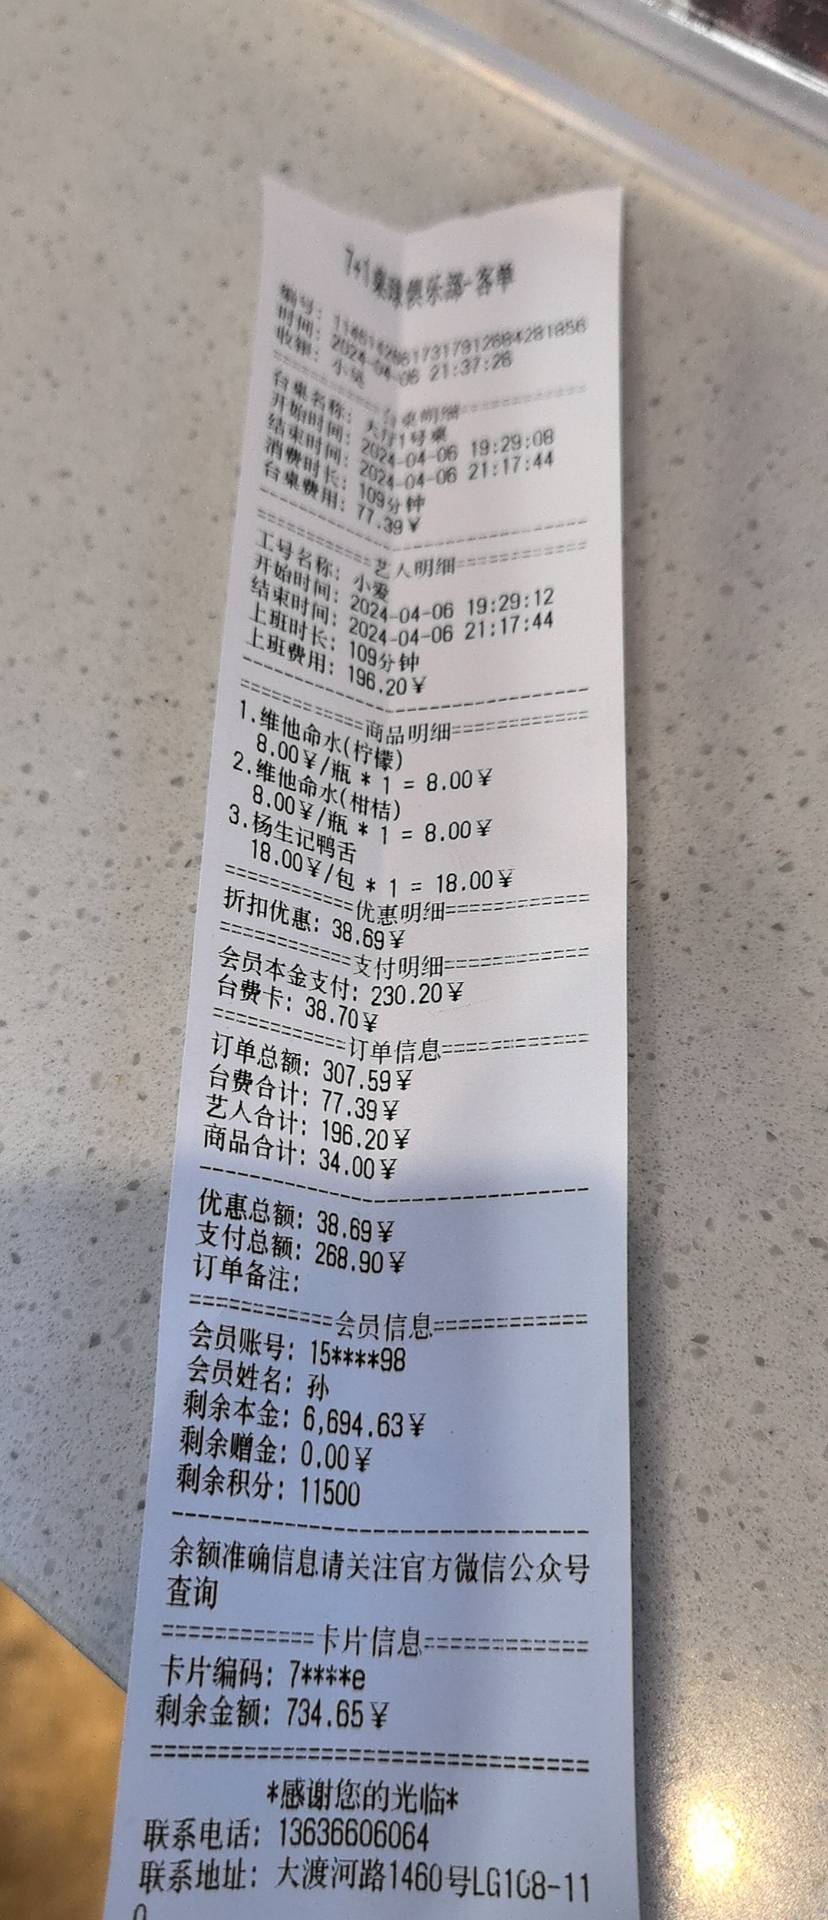 7+1桌球俱乐部-客单
编号:
时间: 2024-04-06 21:37:26
收银: 小吴
============台桌明细============
台桌名称: 大厅1号桌
开始时间: 2024-04-06 19:29:08
结束时间: 2024-04-06 21:17:44
消费时长: 109分钟
台桌费用: 77.39¥
--------------------------------
============艺人明细============
工号名称: 小爱
开始时间: 2024-04-06 19:29:12
结束时间: 2024-04-06 21:17:44
上班时长: 109分钟
上班费用: 196.20¥
--------------------------------
============商品明细============
1.维他命水(柠檬)
8.00¥/瓶 * 1 = 8.00¥
2.维他命水(柑桔)
8.00¥/瓶 * 1 = 8.00¥
3.杨生记鸭舌
18.00¥/包 * 1 = 18.00¥
============优惠明细============
折扣优惠: 38.69¥
============支付明细============
会员本金支付: 230.20¥
台费卡: 38.70¥
============订单信息============
订单总额: 307.59¥
台费合计: 77.39¥
艺人合计: 196.20¥
商品合计: 34.00¥
--------------------------------
优惠总额: 38.69¥
支付总额: 268.90¥
订单备注:
============会员信息============
会员账号: 15****98
会员姓名: 孙
剩余本金: 6,694.63¥
剩余赠金: 0.00¥
剩余积分: 11500
--------------------------------
余额准确信息请关注官方微信公众号
查询
============卡片信息============
卡片编码: 7****e
剩余金额: 734.65¥
================================
*感谢您的光临*
联系电话: 13636606064
联系地址: 大渡河路1460号LG108-11
0